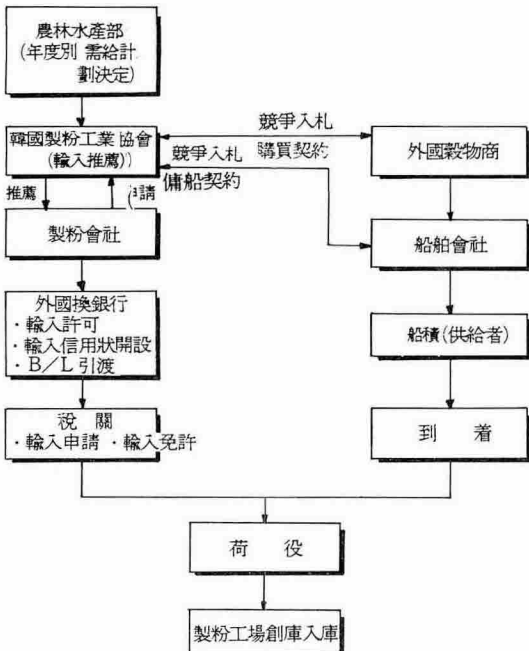 農林水產部
(年度別 需給計
劃決定)
韓國製粉工業協會
(輸入推薦))
競爭入札
購買契約
外國穀物商
競爭入札
傭船契約
推薦
申請
製粉會社
船舶會社
外國換銀行
·輸入許可
·輸入信用狀開設
·B/L引渡
船積(供給者)
稅關
·輸入申請 ·輸入免許
到 着
荷 役
製粉工場倉庫入庫